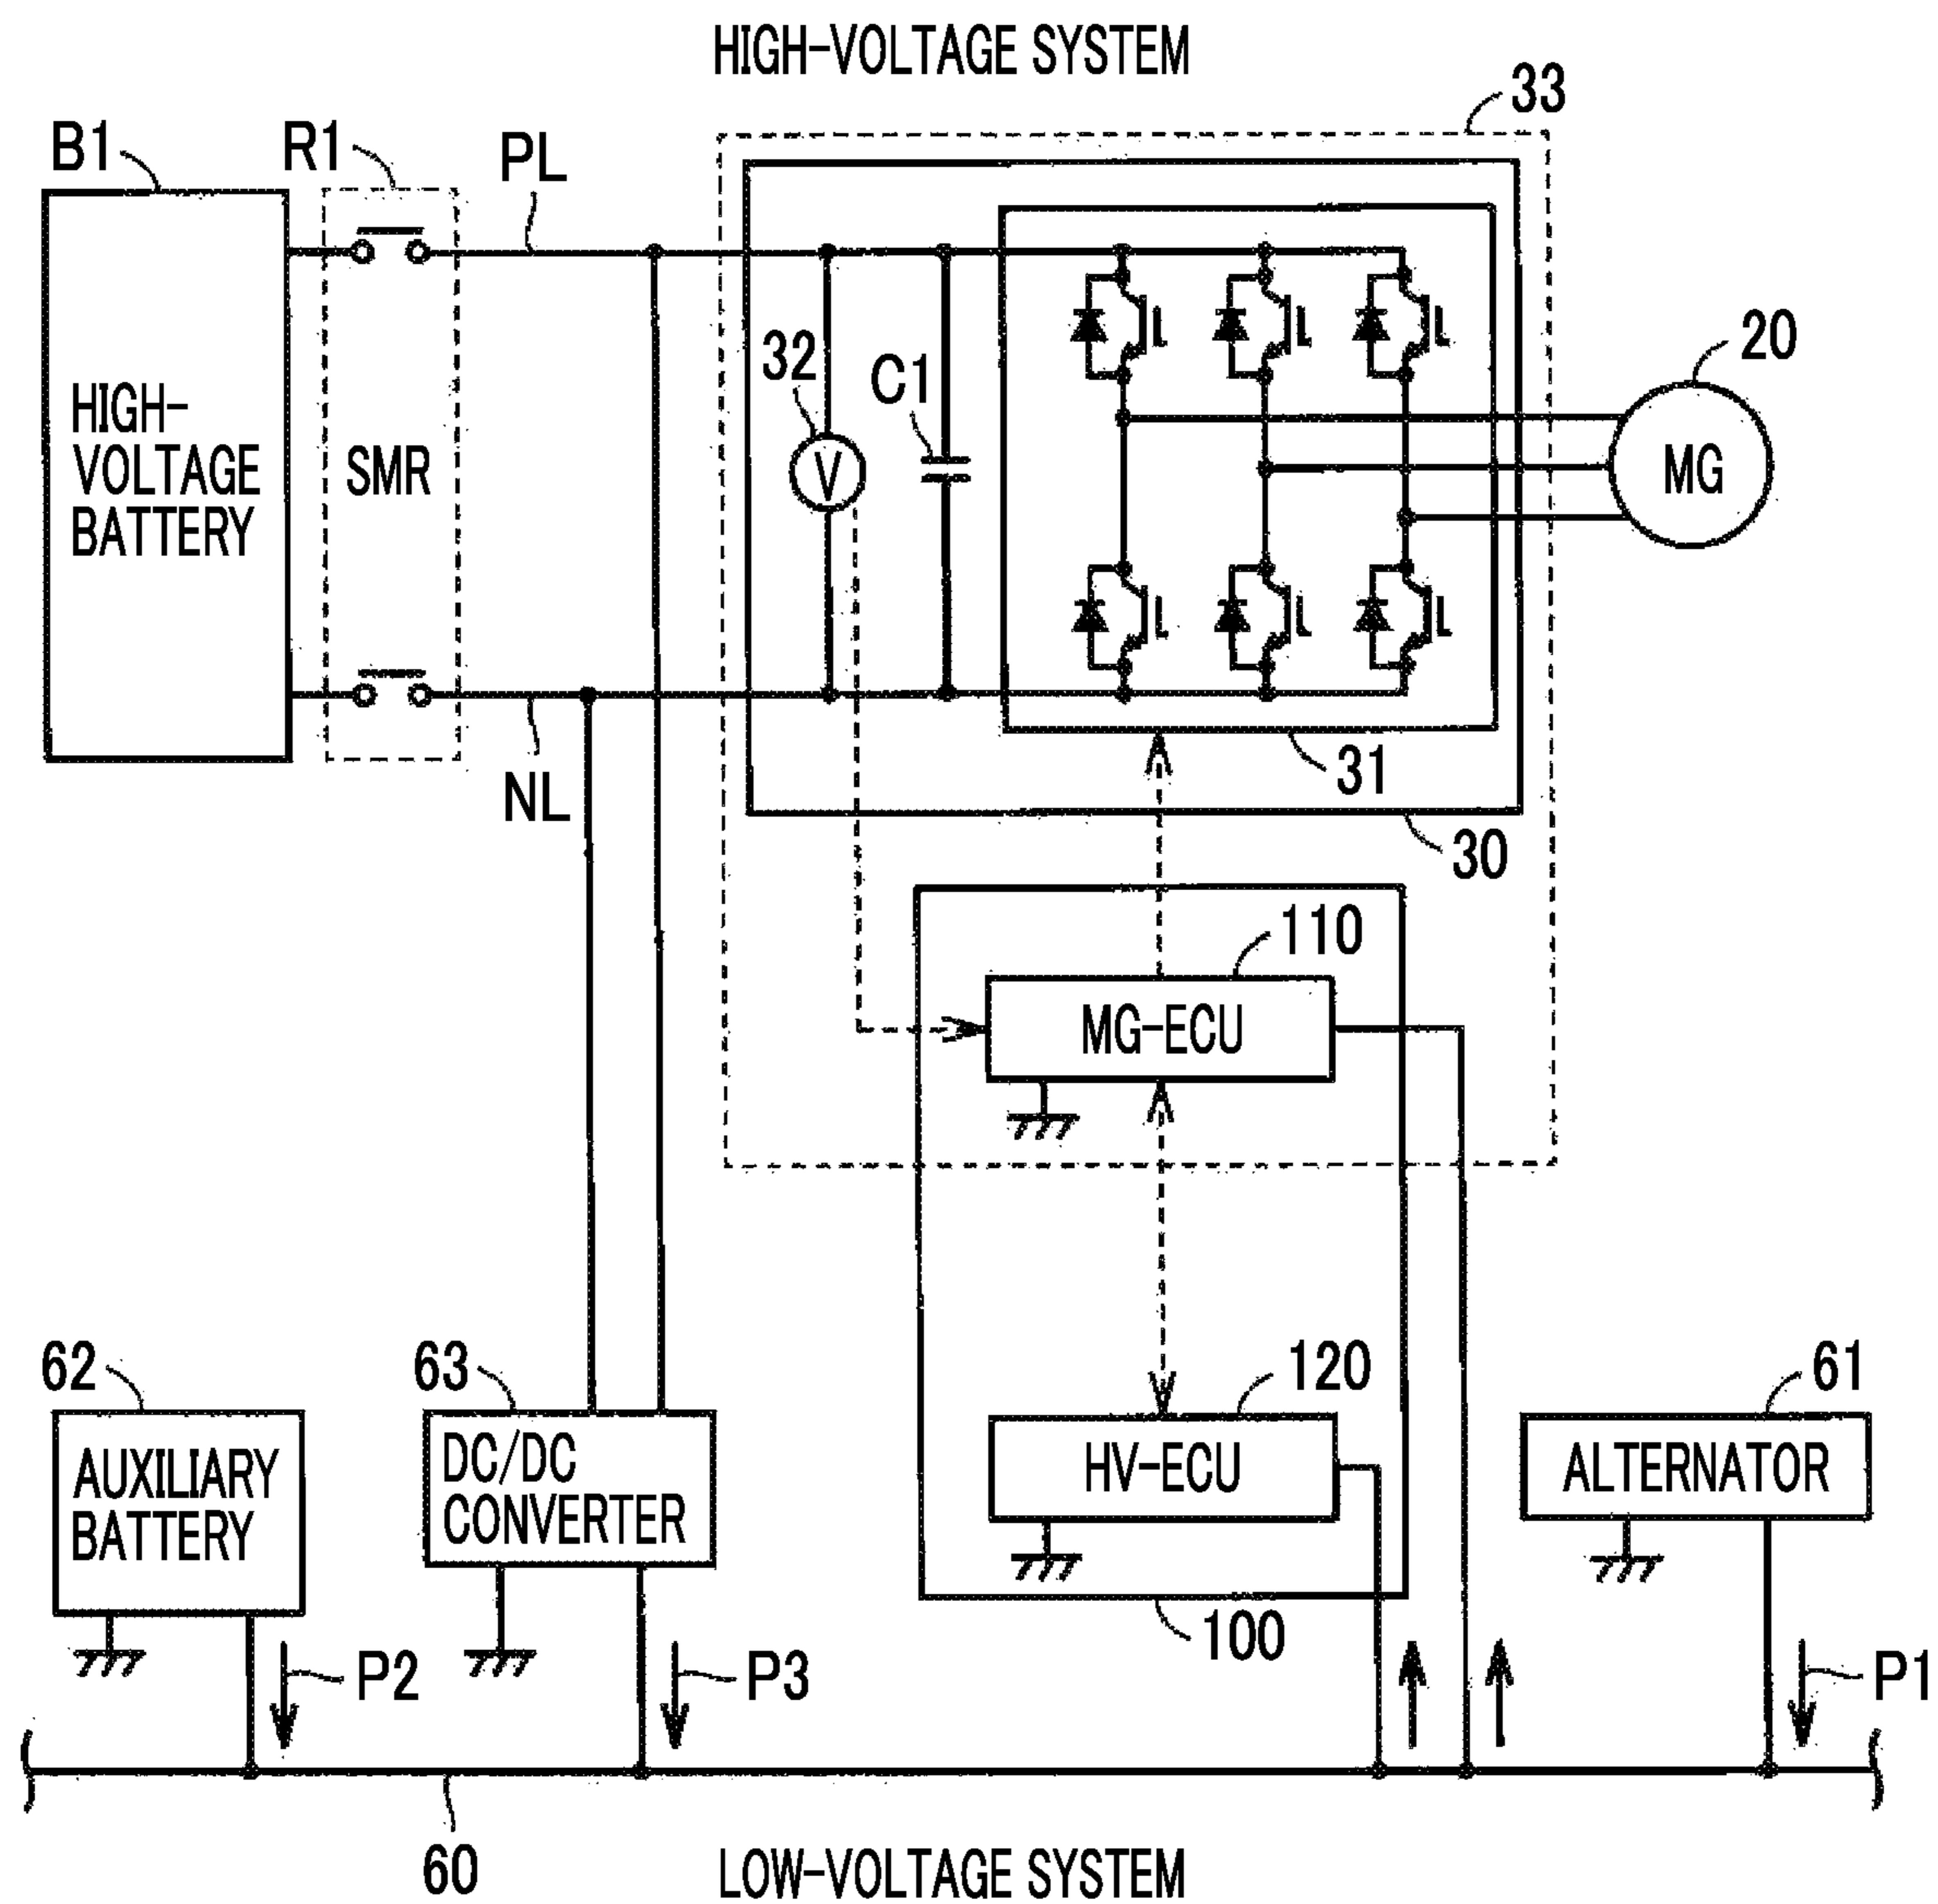 HIGH-VOLTAGE SYSTEM
33
B1
R1
PL
20
32
C1
HIGH-
VOLTAGE
BATTERY
SMR
V
MG
NL
31
30
110
MG-ECU
62
63
120
61
AUXILIARY
BATTERY
DC/DC
CONVERTER
HV-ECU
ALTERNATOR
100
P2
P3
P1
60
LOW-VOLTAGE SYSTEM